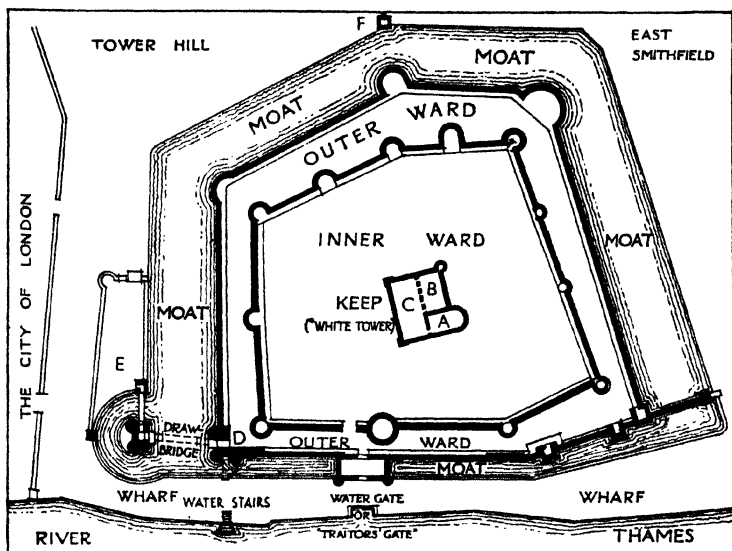 F
TOWER HILL
EAST
SMITHFIELD
MOAT
MOAT
OUTER WARD
THE CITY OF LONDON
INNER WARD
MOAT
B
C
KEEP
("WHITE TOWER")
A
MOAT
E
DRAW-
BRIDGE
D
OUTER WARD
MOAT
WHARF
WATER STAIRS
WATER GATE
OR
"TRAITORS' GATE"
WHARF
RIVER
THAMES